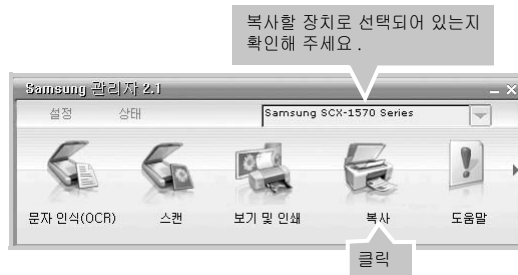 복사할 장치로 선택되어 있는지
확인해 주세요 .
Samsung 관리자 2.1
설정 상태 Samsung SCX-1570 Series
문자 인식(OCR) 스캔 보기 및 인쇄 복사 도움말
클릭